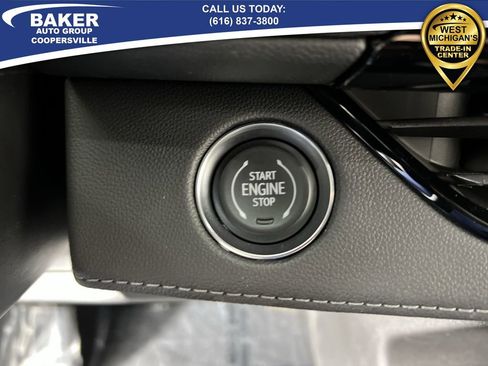 BAKER
AUTO GROUP
COOPERSVILLE
CALL US TODAY:
(616) 837-3800
WEST
MICHIGAN'S
TRADE-IN
CENTER
START
ENGINE
STOP